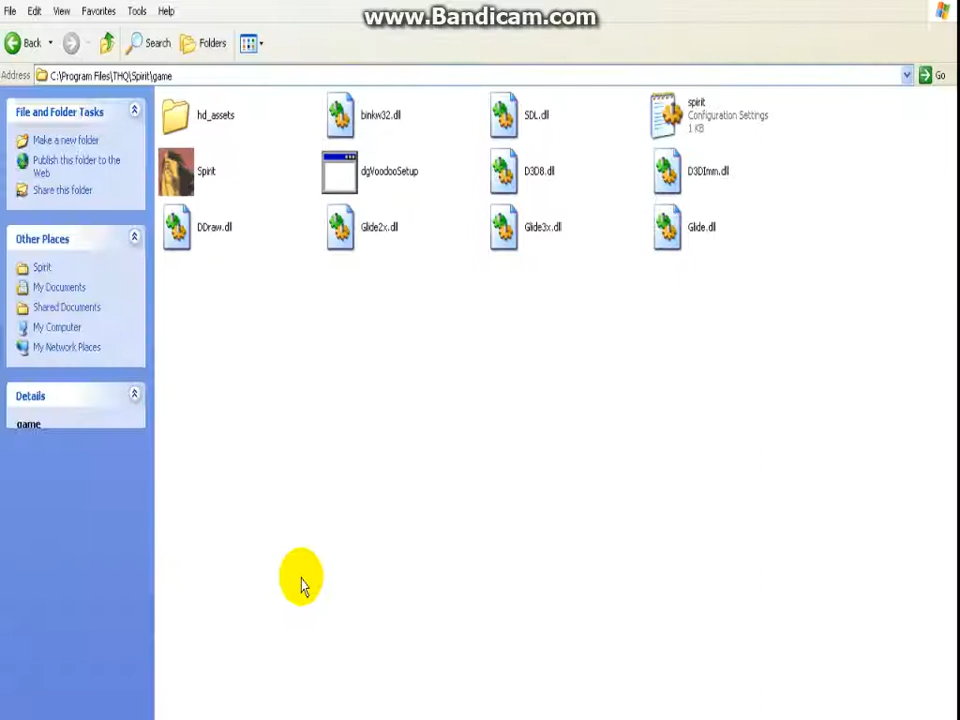 www.Bandicam.com
File Edit View Favorites Tools Help
Back Search Folders
Address C:\Program Files\THQ\Spirit\game Go
File and Folder Tasks
Make a new folder
Publish this folder to the
Web
Share this folder
Other Places
Spirit
My Documents
Shared Documents
My Computer
My Network Places
Details
game
hd_assets
binkw32.dll
SDL.dll
spirit
Configuration Settings
1 KB
Spirit
dgVoodooSetup
D3D8.dll
D3DImm.dll
DDraw.dll
Glide2x.dll
Glide3x.dll
Glide.dll